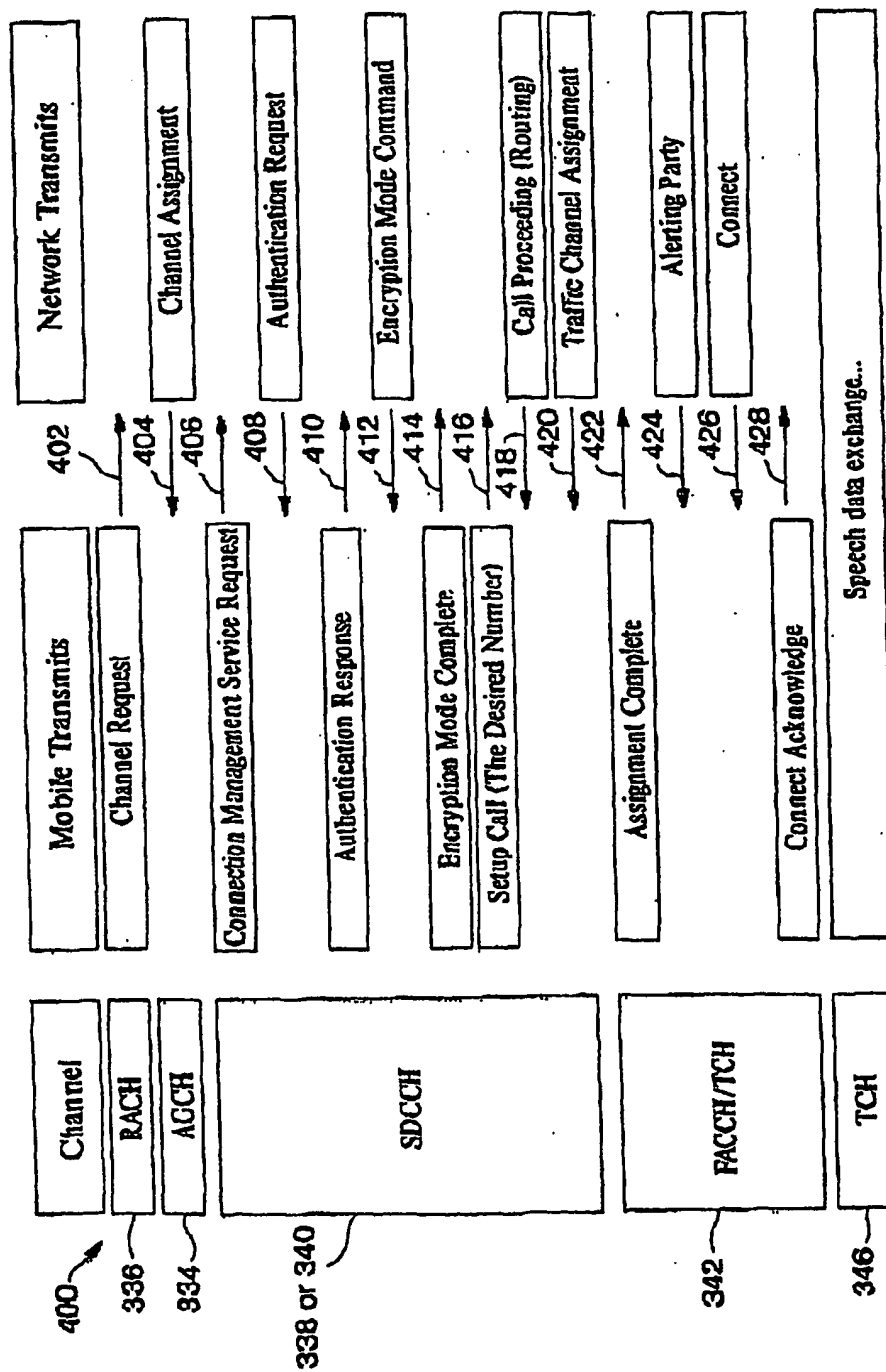 400
Channel
Mobile Transmits
Network Transmits
336
RACH
Channel Request
402
334
AGCH
404
Channel Assignment
338 or 340
SDCCH
Connection Management Service Request
406
408
Authentication Request
Authentication Response
410
412
Encryption Mode Command
Encryption Mode Complete
414
Setup Call (The Desired Number)
416
418
Call Proceeding (Routing)
420
Traffic Channel Assignment
342
FACCH/TCH
Assignment Complete
422
424
Alerting Party
426
Connect
Connect Acknowledge
428
346
TCH
Speech data exchange...